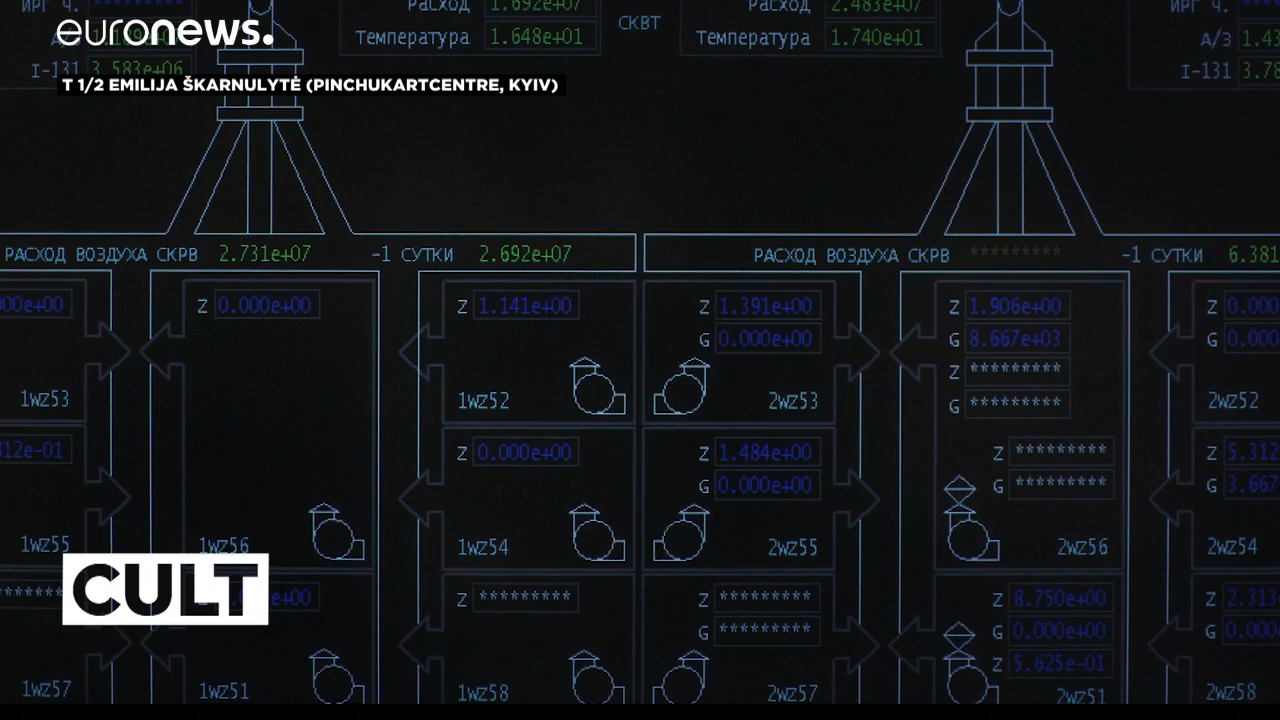 Расход 1.692e+07
Расход 2.483e+07
ИРГ Ч.
ИРГ Ч.
euronews.
СКВТ
Температура 1.648e+01
Температура 1.740e+01
А/З 1.43
I-131 3.583e+06
I-131 3.78
T 1/2 EMILIJA ŠKARNULYTĖ (PINCHUKARTCENTRE, KYIV)
РАСХОД ВОЗДУХА СКРВ 2.731e+07 -1 СУТКИ 2.692e+07
РАСХОД ВОЗДУХА СКРВ ********* -1 СУТКИ 6.381
00e+00
Z 0.000e+00
Z 1.141e+00
Z 1.391e+00
G 0.000e+00
Z 1.906e+00
G 8.667e+03
Z *********
G *********
Z 0.000
G 0.000
1WZ53
1WZ52
2WZ53
2WZ52
312e-01
Z 0.000e+00
Z 1.484e+00
G 0.000e+00
Z *********
G *********
Z 5.312
G 3.667
1WZ55
1WZ56
1WZ54
2WZ55
2WZ56
2WZ54
CULT
Z *********
Z *********
G *********
Z 8.750e+00
G 0.000e+00
Z 5.625e-01
Z 2.313
G 0.000
1WZ57
1WZ51
1WZ58
2WZ57
2WZ51
2WZ58